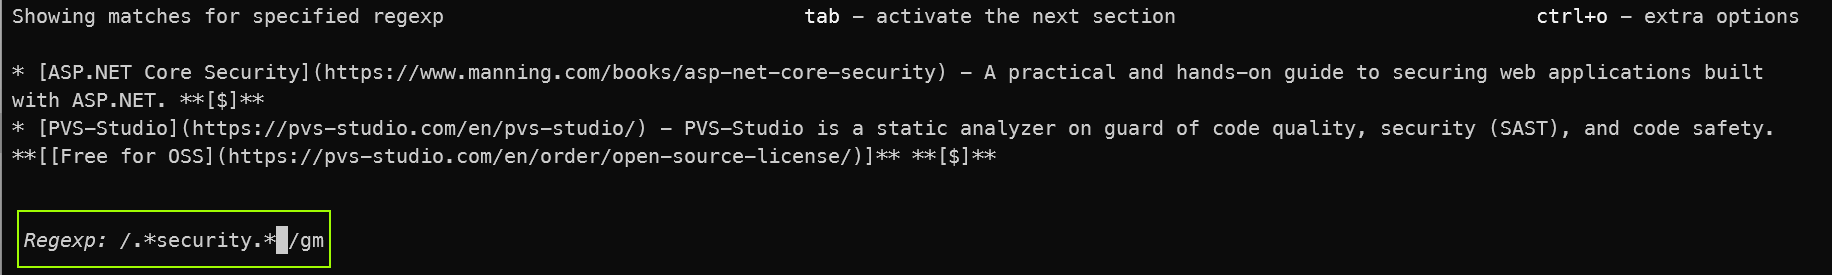 Showing matches for specified regexp tab – activate the next section ctrl+o – extra options
* [ASP.NET Core Security](https://www.manning.com/books/asp-net-core-security) – A practical and hands-on guide to securing web applications built
with ASP.NET. **[$]**
* [PVS-Studio](https://pvs-studio.com/en/pvs-studio/) – PVS-Studio is a static analyzer on guard of code quality, security (SAST), and code safety.
**[[Free for OSS](https://pvs-studio.com/en/order/open-source-license/)]** **[$]**
Regexp: /.*security.* /gm